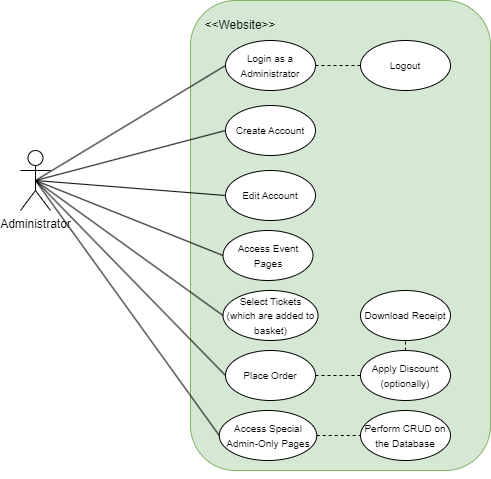 <<Website>>
Login as a
Administrator
Logout
Create Account
Edit Account
Administrator
Access Event
Pages
Select Tickets
(which are added to
basket)
Download Receipt
Place Order
Apply Discount
(optionally)
Access Special
Admin-Only Pages
Perform CRUD on
the Database